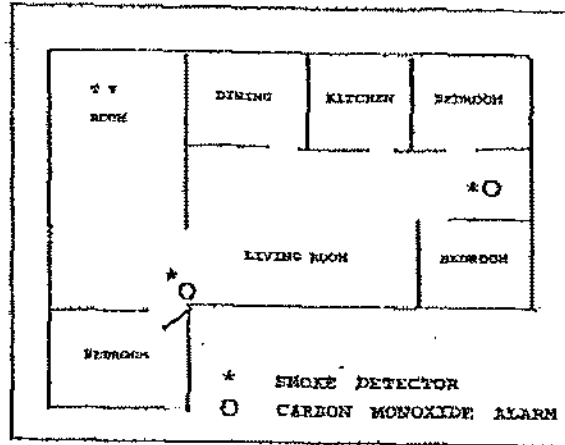 T V
ROOM
DINING
KITCHEN
BEDROOM
* 
LIVING ROOM
BEDROOM
*
BEDROOM
* SMOKE DETECTOR
CARBON MONOXIDE ALARM